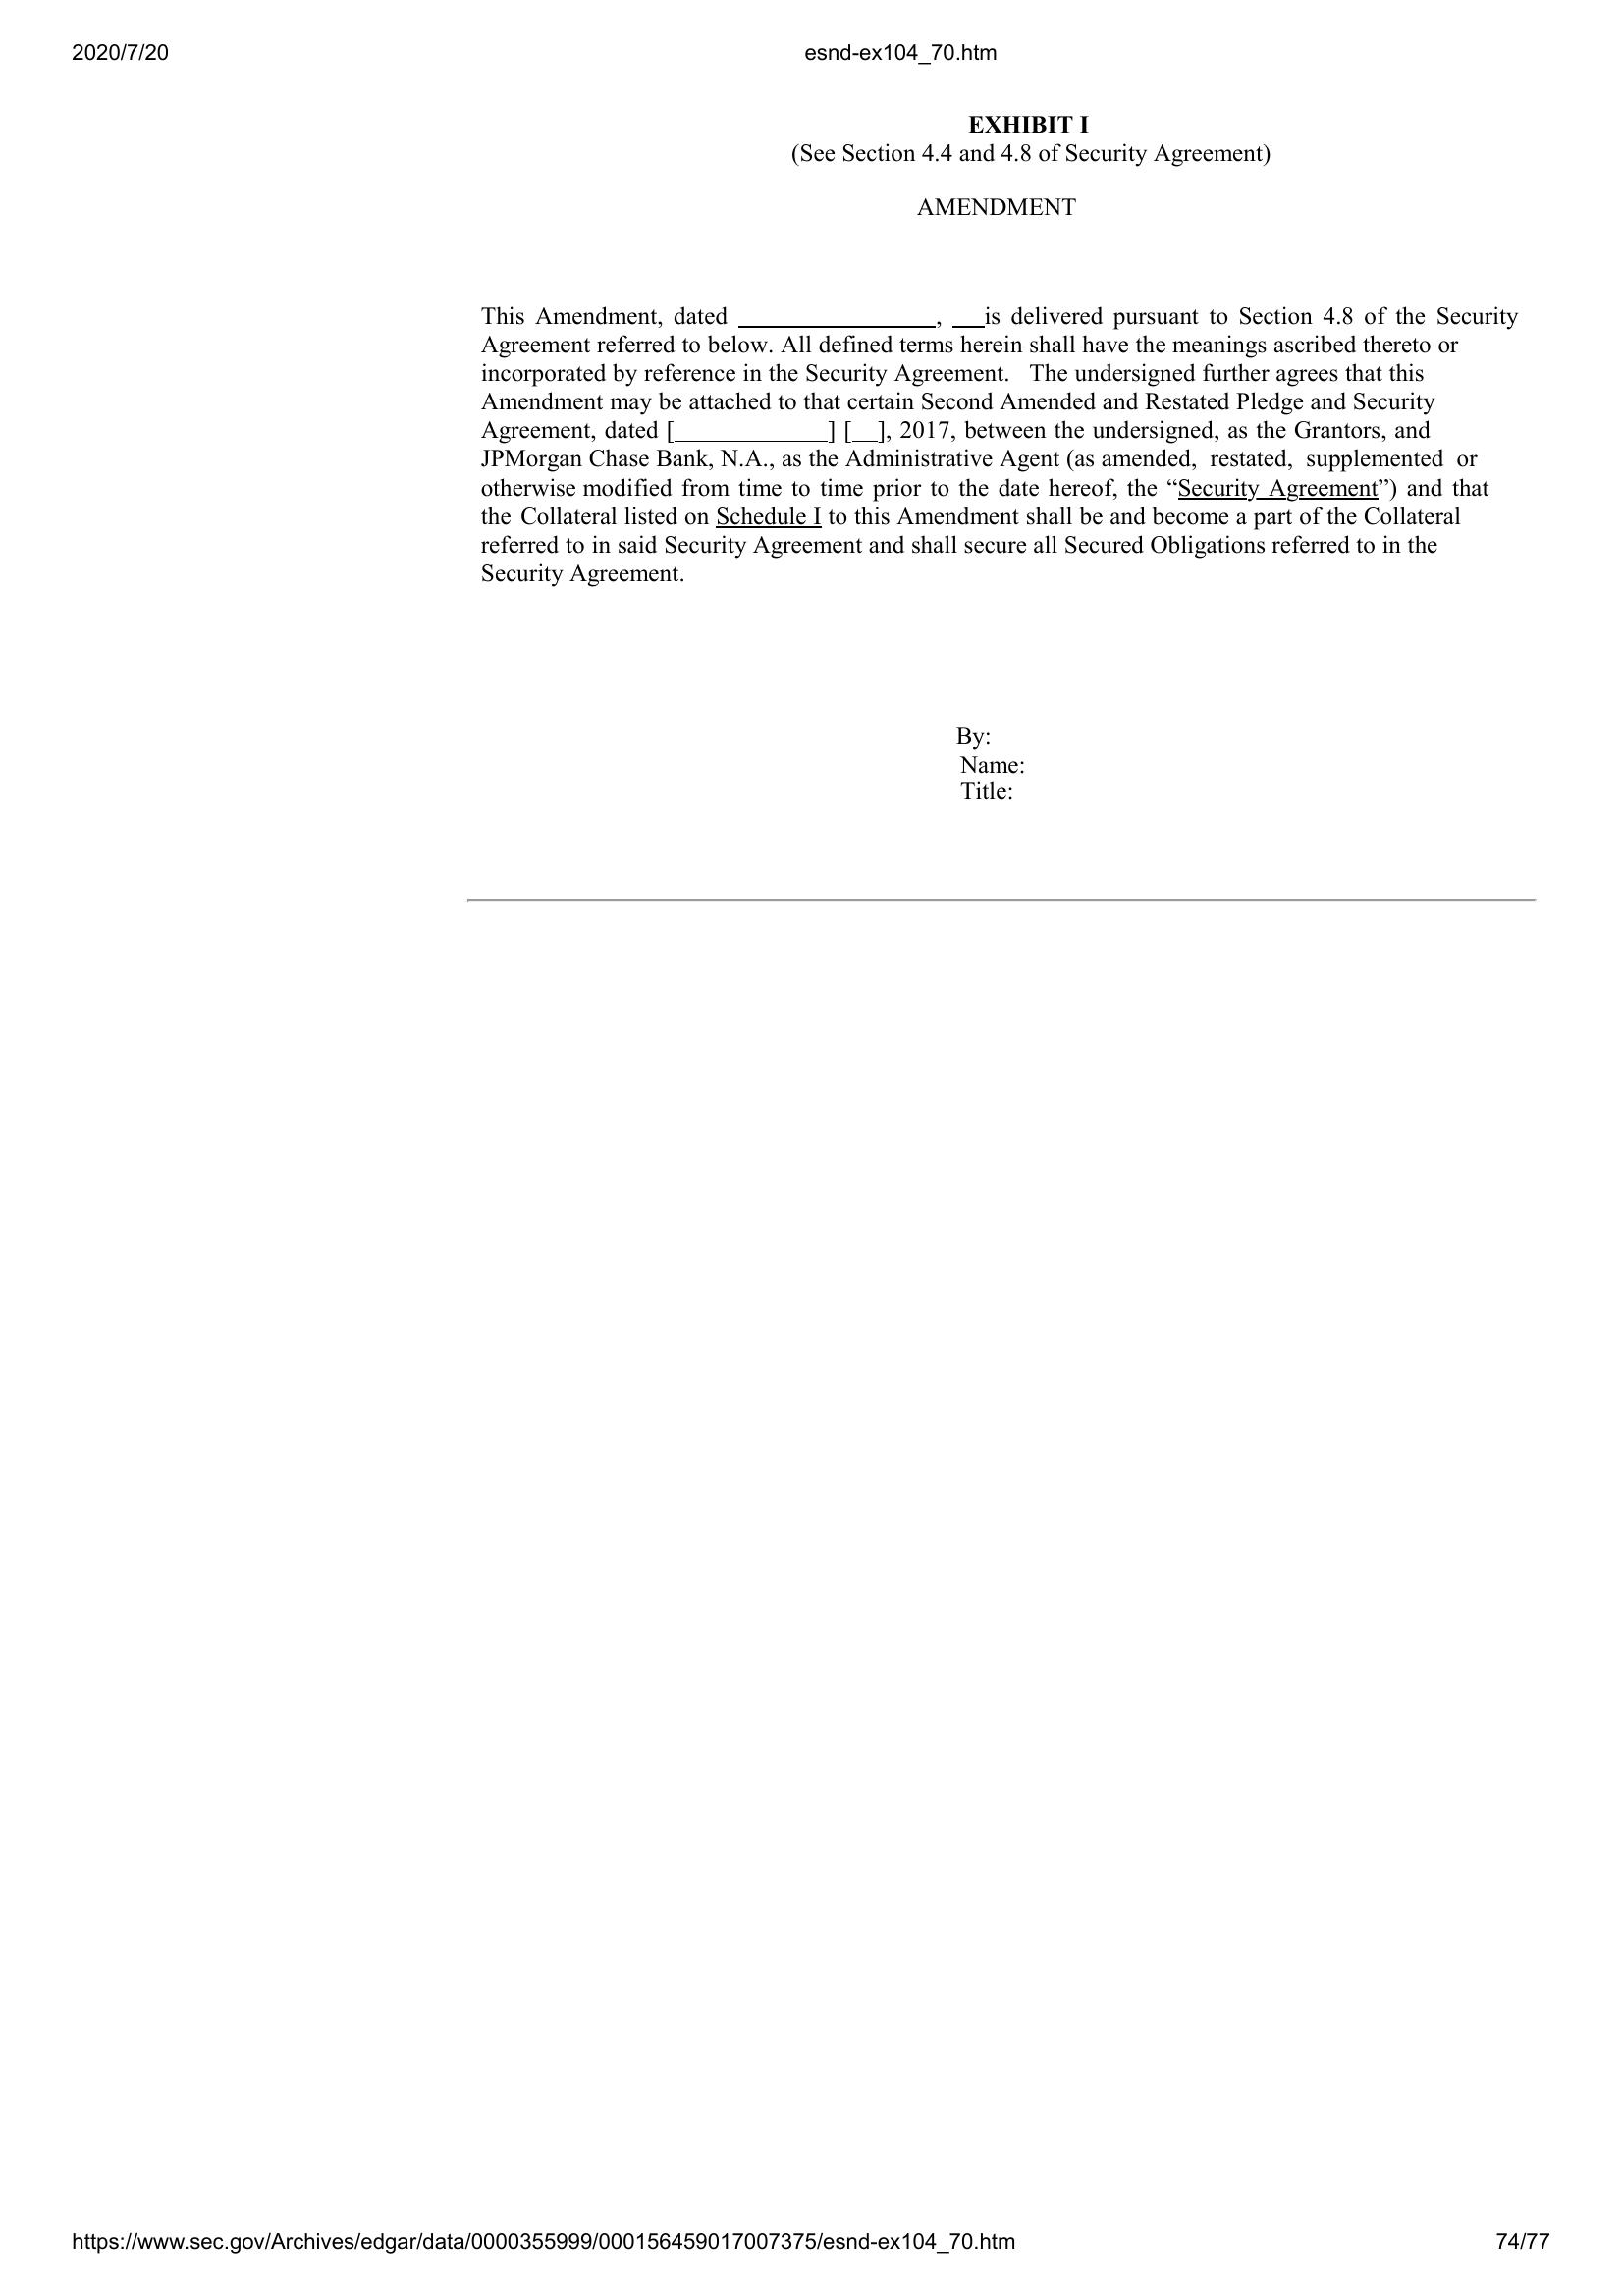 2020/7/20 esnd-ex104_70.htm
EXHIBIT I
(See Section 4.4 and 4.8 of Security Agreement)
AMENDMENT
This Amendment, dated ________________, __is delivered pursuant to Section 4.8 of the Security
Agreement referred to below. All defined terms herein shall have the meanings ascribed thereto or
incorporated by reference in the Security Agreement. The undersigned further agrees that this
Amendment may be attached to that certain Second Amended and Restated Pledge and Security
Agreement, dated [____________] [__], 2017, between the undersigned, as the Grantors, and
JPMorgan Chase Bank, N.A., as the Administrative Agent (as amended, restated, supplemented or
otherwise modified from time to time prior to the date hereof, the “Security Agreement”) and that
the Collateral listed on Schedule I to this Amendment shall be and become a part of the Collateral
referred to in said Security Agreement and shall secure all Secured Obligations referred to in the
Security Agreement.
By:
Name:
Title:
https://www.sec.gov/Archives/edgar/data/0000355999/000156459017007375/esnd-ex104_70.htm 74/77